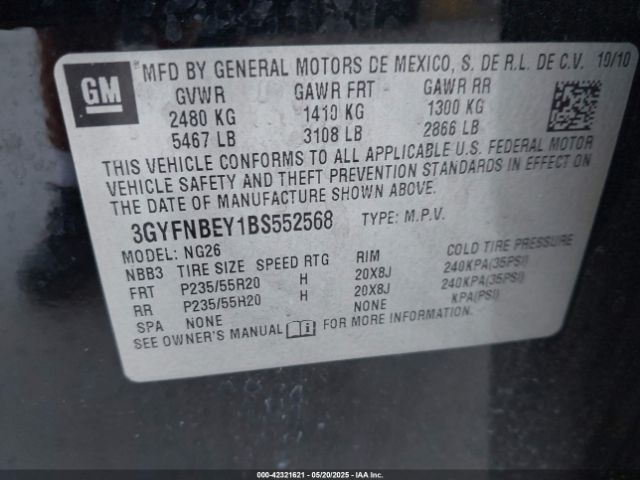 GM
® MFD BY GENERAL MOTORS DE MEXICO, S. DE R.L. DE C.V. 10/10
GVWR GAWR FRT GAWR RR
2480 KG 1410 KG 1300 KG
5467 LB 3108 LB 2866 LB
THIS VEHICLE CONFORMS TO ALL APPLICABLE U.S. FEDERAL MOTOR
VEHICLE SAFETY AND THEFT PREVENTION STANDARDS IN EFFECT ON
THE DATE OF MANUFACTURE SHOWN ABOVE.
3GYFNBEY1BS552568 TYPE: M.P.V.
MODEL: NG26
NBB3 TIRE SIZE SPEED RTG RIM COLD TIRE PRESSURE
FRT P235/55R20 H 20X8J 240KPA(35PSI)
RR P235/55R20 H 20X8J 240KPA(35PSI)
SPA NONE NONE KPA(PSI)
SEE OWNER'S MANUAL i FOR MORE INFORMATION.
000-42321621 - 05/20/2025 - IAAI.COM